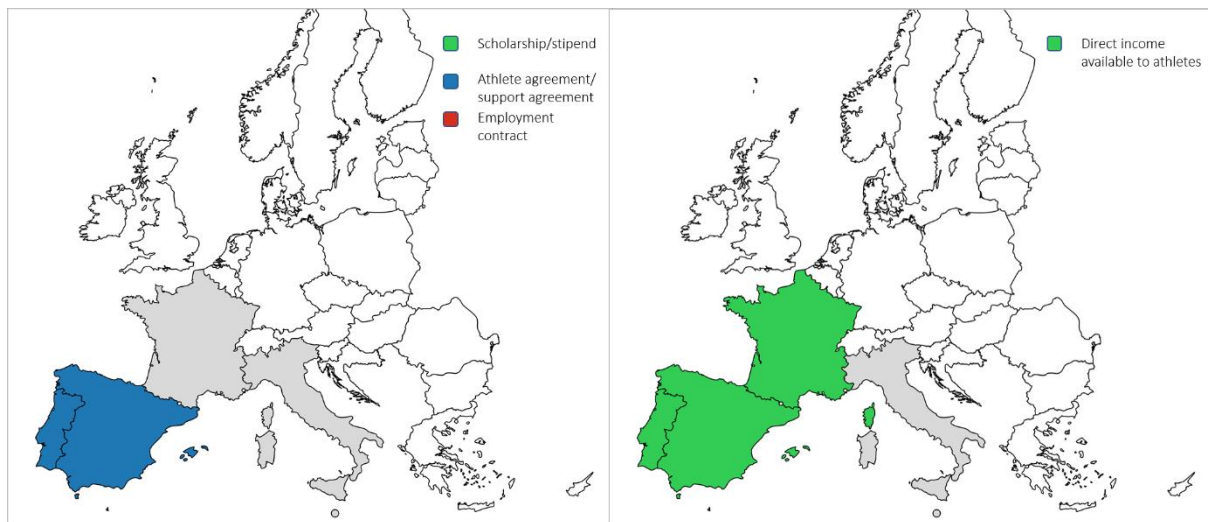 Scholarship/stipend
Athlete agreement/
support agreement
Employment
contract
Direct income
available to athletes